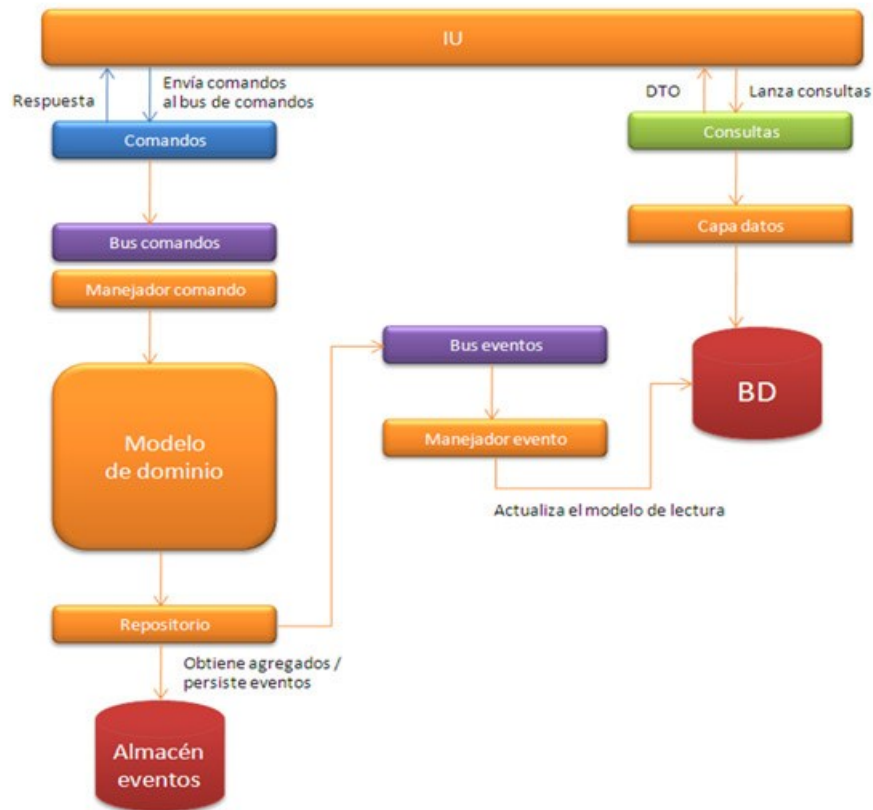 IU
Respuesta
Envía comandos
al bus de comandos
DTO
Lanza consultas
Comandos
Consultas
Bus comandos
Capa datos
Manejador comando
Bus eventos
BD
Modelo
de dominio
Manejador evento
Actualiza el modelo de lectura
Repositorio
Obtiene agregados /
persiste eventos
Almacén
eventos